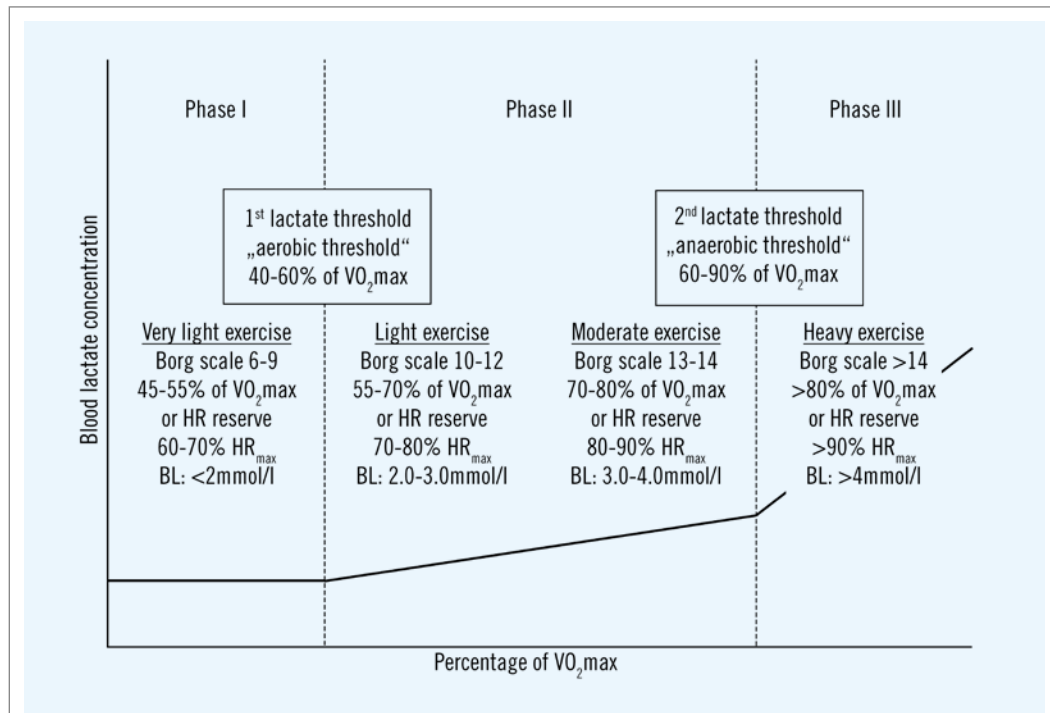 Phase I
Phase II
Phase III
1st lactate threshold
„aerobic threshold“
40-60% of VO2max
2nd lactate threshold
„anaerobic threshold“
60-90% of VO2max
Blood lactate concentration
Very light exercise
Borg scale 6-9
45-55% of VO2max
or HR reserve
60-70% HRmax
BL: <2mmol/l
Light exercise
Borg scale 10-12
55-70% of VO2max
or HR reserve
70-80% HRmax
BL: 2.0-3.0mmol/l
Moderate exercise
Borg scale 13-14
70-80% of VO2max
or HR reserve
80-90% HRmax
BL: 3.0-4.0mmol/l
Heavy exercise
Borg scale >14
>80% of VO2max
or HR reserve
>90% HRmax
BL: >4mmol/l
Percentage of VO2max